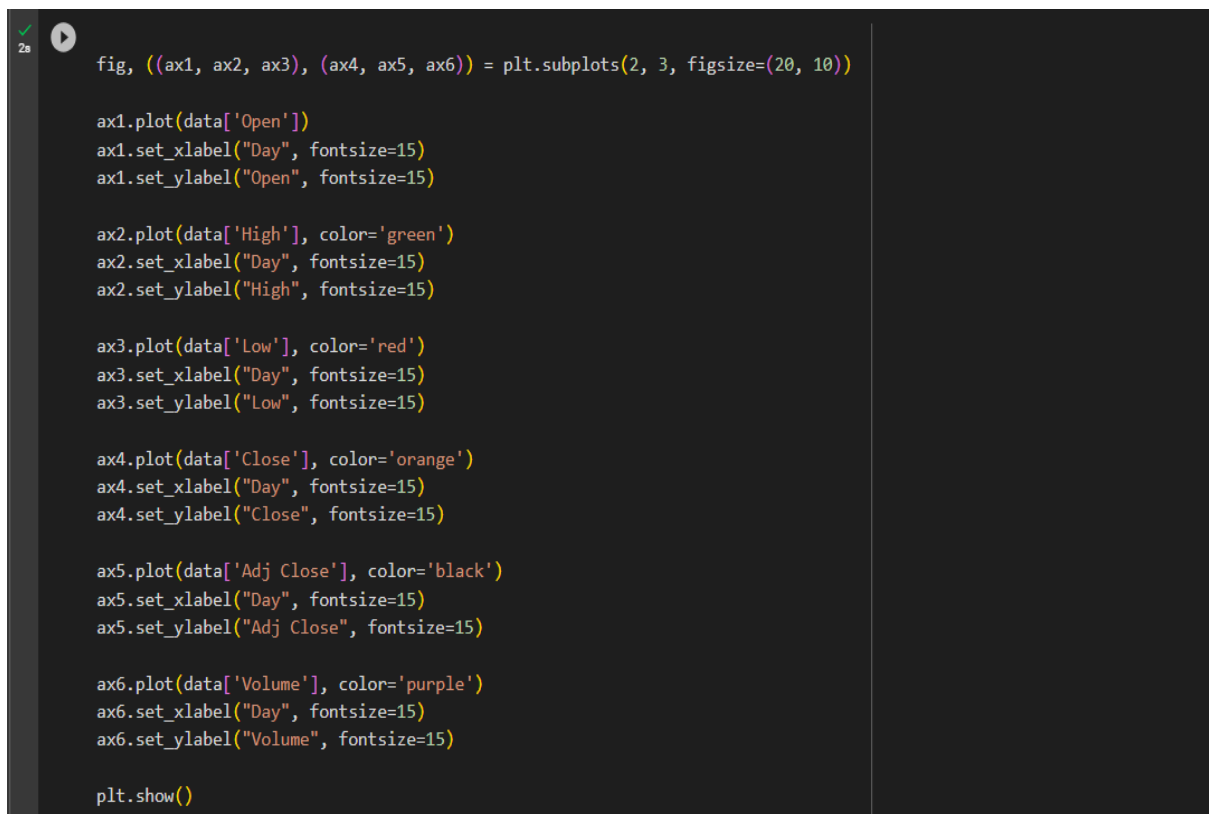 2s
fig, ((ax1, ax2, ax3), (ax4, ax5, ax6)) = plt.subplots(2, 3, figsize=(20, 10))
ax1.plot(data['Open'])
ax1.set_xlabel("Day", fontsize=15)
ax1.set_ylabel("Open", fontsize=15)
ax2.plot(data['High'], color='green')
ax2.set_xlabel("Day", fontsize=15)
ax2.set_ylabel("High", fontsize=15)
ax3.plot(data['Low'], color='red')
ax3.set_xlabel("Day", fontsize=15)
ax3.set_ylabel("Low", fontsize=15)
ax4.plot(data['Close'], color='orange')
ax4.set_xlabel("Day", fontsize=15)
ax4.set_ylabel("Close", fontsize=15)
ax5.plot(data['Adj Close'], color='black')
ax5.set_xlabel("Day", fontsize=15)
ax5.set_ylabel("Adj Close", fontsize=15)
ax6.plot(data['Volume'], color='purple')
ax6.set_xlabel("Day", fontsize=15)
ax6.set_ylabel("Volume", fontsize=15)
plt.show()